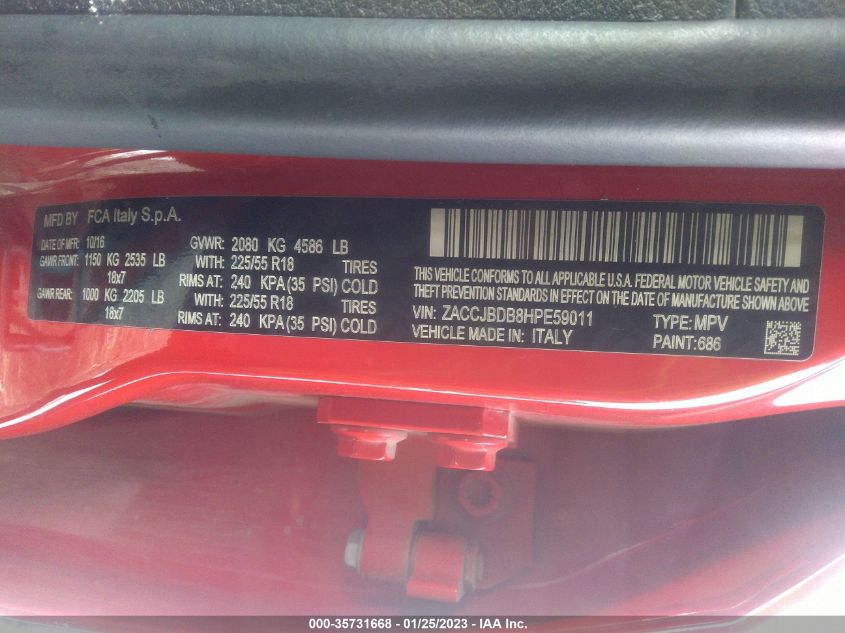 MFD BY FCA Italy S.p.A.
DATE OF MFR: 10/16 GVWR: 2080 KG 4586 LB
GAWR FRONT: 1150 KG 2535 LB WITH: 225/55 R18 TIRES
18x7 RIMS AT: 240 KPA (35 PSI) COLD
GAWR REAR: 1000 KG 2205 LB WITH: 225/55 R18 TIRES
18x7 RIMS AT: 240 KPA (35 PSI) COLD
THIS VEHICLE CONFORMS TO ALL APPLICABLE U.S.A. FEDERAL MOTOR VEHICLE SAFETY AND
THEFT PREVENTION STANDARDS IN EFFECT ON THE DATE OF MANUFACTURE SHOWN ABOVE
VIN: ZACCJBDB8HPE59011 TYPE: MPV
VEHICLE MADE IN: ITALY PAINT:686
000-35731668 - 01/25/2023 - IAA Inc.